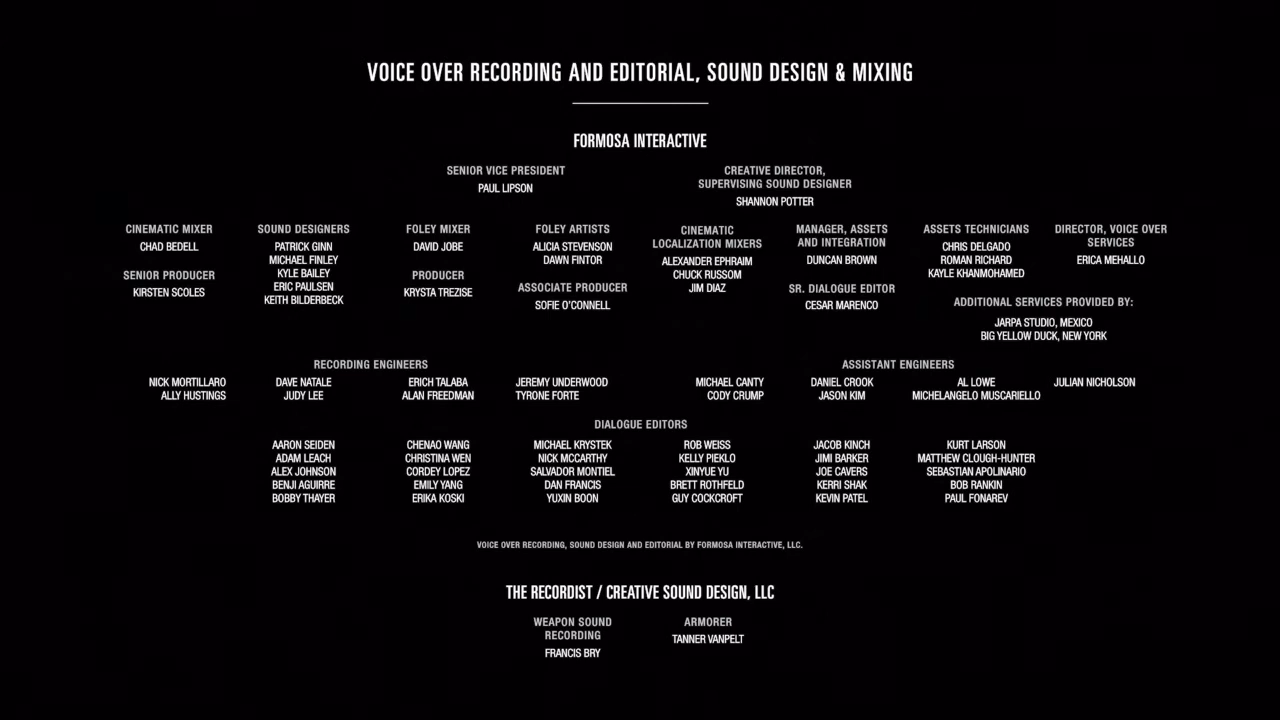 VOICE OVER RECORDING AND EDITORIAL, SOUND DESIGN & MIXING
FORMOSA INTERACTIVE
SENIOR VICE PRESIDENT
PAUL LIPSON
CREATIVE DIRECTOR,
SUPERVISING SOUND DESIGNER
SHANNON POTTER
CINEMATIC MIXER
CHAD BEDELL
SENIOR PRODUCER
KIRSTEN SCOLES
SOUND DESIGNERS
PATRICK GINN
MICHAEL FINLEY
KYLE BAILEY
ERIC PAULSEN
KEITH BILDERBECK
FOLEY MIXER
DAVID JOBE
PRODUCER
KRYSTA TREZISE
FOLEY ARTISTS
ALICIA STEVENSON
DAWN FINTOR
ASSOCIATE PRODUCER
SOFIE O'CONNELL
CINEMATIC
LOCALIZATION MIXERS
ALEXANDER EPHRAIM
CHUCK RUSSOM
JIM DIAZ
MANAGER, ASSETS
AND INTEGRATION
DUNCAN BROWN
SR. DIALOGUE EDITOR
CESAR MARENCO
ASSETS TECHNICIANS
CHRIS DELGADO
ROMAN RICHARD
KAYLE KHANMOHAMED
DIRECTOR, VOICE OVER
SERVICES
ERICA MEHALLO
ADDITIONAL SERVICES PROVIDED BY:
JARPA STUDIO, MEXICO
BIG YELLOW DUCK, NEW YORK
RECORDING ENGINEERS
NICK MORTILLARO DAVE NATALE ERICH TALABA JEREMY UNDERWOOD
ALLY HUSTINGS JUDY LEE ALAN FREEDMAN TYRONE FORTE
ASSISTANT ENGINEERS
MICHAEL CANTY DANIEL CROOK AL LOWE JULIAN NICHOLSON
CODY CRUMP JASON KIM MICHELANGELO MUSCARIELLO
DIALOGUE EDITORS
AARON SEIDEN CHENAO WANG MICHAEL KRYSTEK ROB WEISS JACOB KINCH KURT LARSON
ADAM LEACH CHRISTINA WEN NICK MCCARTHY KELLY PIEKLO JIMI BARKER MATTHEW CLOUGH-HUNTER
ALEX JOHNSON CORDEY LOPEZ SALVADOR MONTIEL XINYUE YU JOE CAVERS SEBASTIAN APOLINARIO
BENJI AGUIRRE EMILY YANG DAN FRANCIS BRETT ROTHFELD KERRI SHAK BOB RANKIN
BOBBY THAYER ERIKA KOSKI YUXIN BOON GUY COCKCROFT KEVIN PATEL PAUL FONAREV
VOICE OVER RECORDING, SOUND DESIGN AND EDITORIAL BY FORMOSA INTERACTIVE, LLC.
THE RECORDIST / CREATIVE SOUND DESIGN, LLC
WEAPON SOUND
RECORDING
FRANCIS BRY
ARMORER
TANNER VANPELT